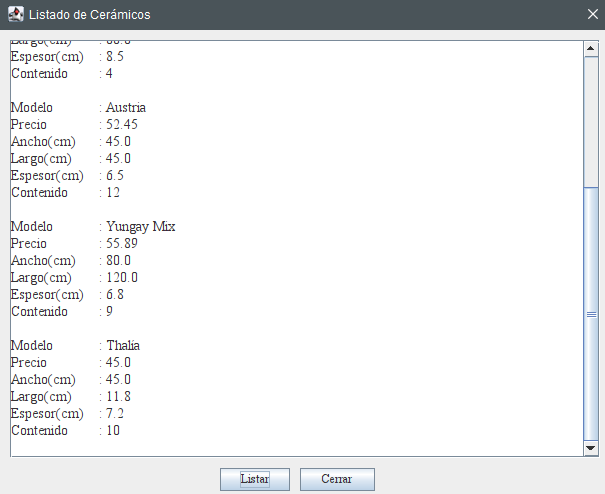 Listado de Cerámicos
Largo(cm) : 60.0
Espesor(cm) : 8.5
Contenido : 4
Modelo : Austria
Precio : 52.45
Ancho(cm) : 45.0
Largo(cm) : 45.0
Espesor(cm) : 6.5
Contenido : 12
Modelo : Yungay Mix
Precio : 55.89
Ancho(cm) : 80.0
Largo(cm) : 120.0
Espesor(cm) : 6.8
Contenido : 9
Modelo : Thalía
Precio : 45.0
Ancho(cm) : 45.0
Largo(cm) : 11.8
Espesor(cm) : 7.2
Contenido : 10
Listar Cerrar